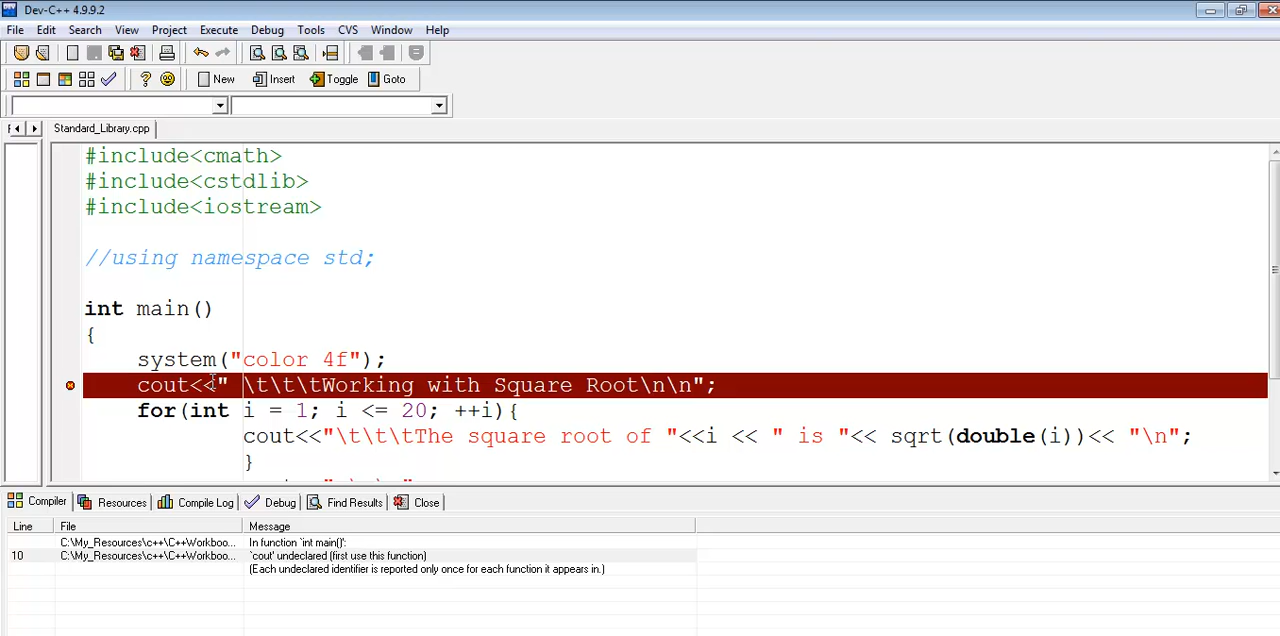 Dev-C++ 4.9.9.2
File Edit Search View Project Execute Debug Tools CVS Window Help
New Insert Toggle Goto
Standard_Library.cpp
#include<cmath>
#include<cstdlib>
#include<iostream>
//using namespace std;
int main()
{
system("color 4f");
cout<<" \t\t\tWorking with Square Root\n\n";
for(int i = 1; i <= 20; ++i){
cout<<"\t\t\tThe square root of "<<i << " is "<< sqrt(double(i))<< "\n";
}
Compiler Resources Compile Log Debug Find Results Close
Line File Message
C:\My_Resources\c++\C++Workboo... In function `int main()':
10 C:\My_Resources\c++\C++Workboo... `cout' undeclared (first use this function)
(Each undeclared identifier is reported only once for each function it appears in.)